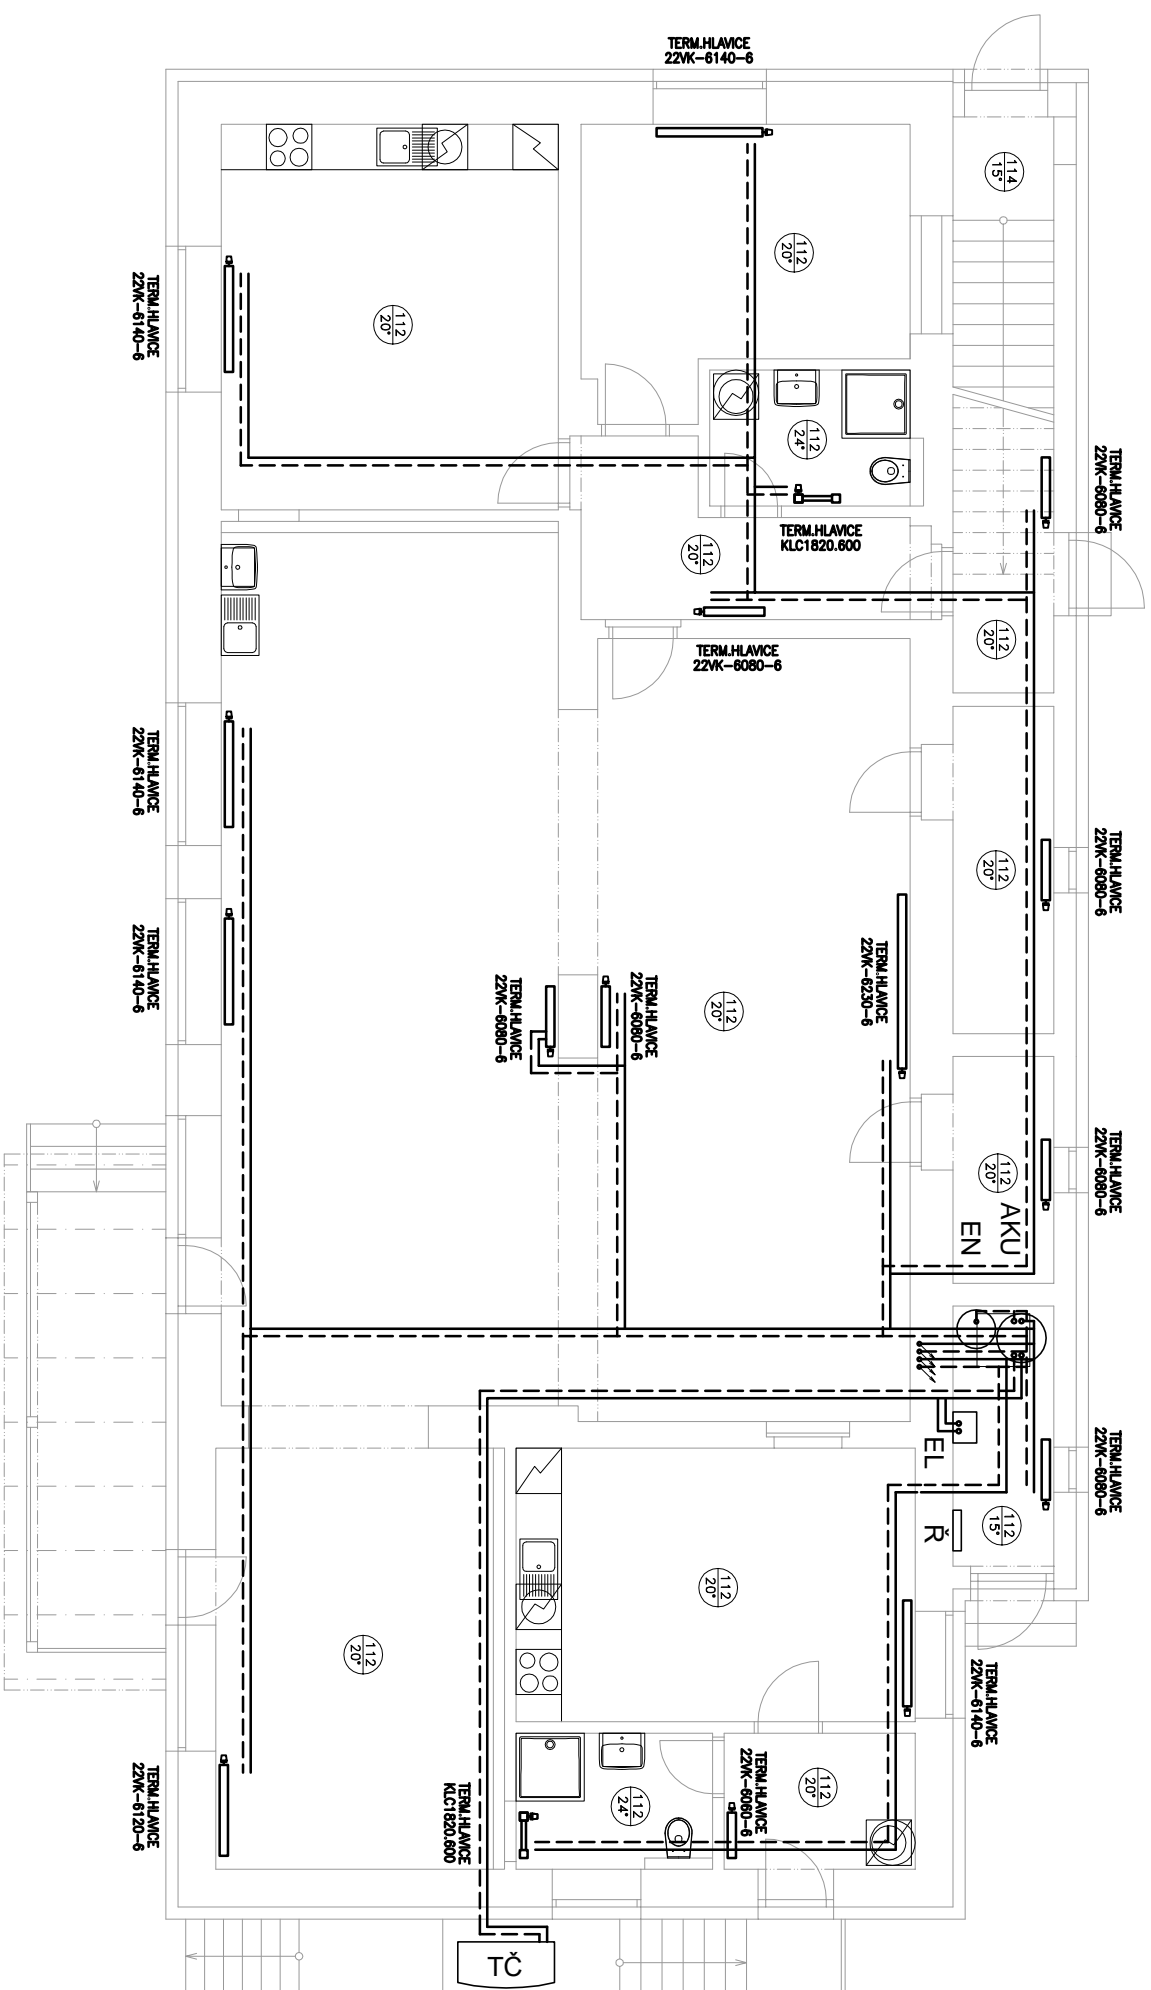 TERM.HLAVICE
22VK-6140-6
114
15°
112
20°
TERM.HLAVICE
22VK-6140-6
112
20°
112
24°
TERM.HLAVICE
22VK-6080-6
TERM.HLAVICE
KLC1820.600
112
20°
112
20°
TERM.HLAVICE
22VK-6080-6
TERM.HLAVICE
22VK-6140-6
TERM.HLAVICE
22VK-6080-6
112
20°
TERM.HLAVICE
22VK-6140-6
TERM.HLAVICE
22VK-6080-6
TERM.HLAVICE
22VK-6080-6
112
20°
TERM.HLAVICE
22VK-6230-6
TERM.HLAVICE
22VK-6080-6
112
20°
AKU
EN
EL
Ř
TERM.HLAVICE
22VK-6080-6
112
15°
112
20°
112
20°
TERM.HLAVICE
22VK-6140-6
TERM.HLAVICE
22VK-6120-6
TERM.HLAVICE
KLC1820.600
112
24°
TERM.HLAVICE
22VK-6060-6
112
20°
TČ